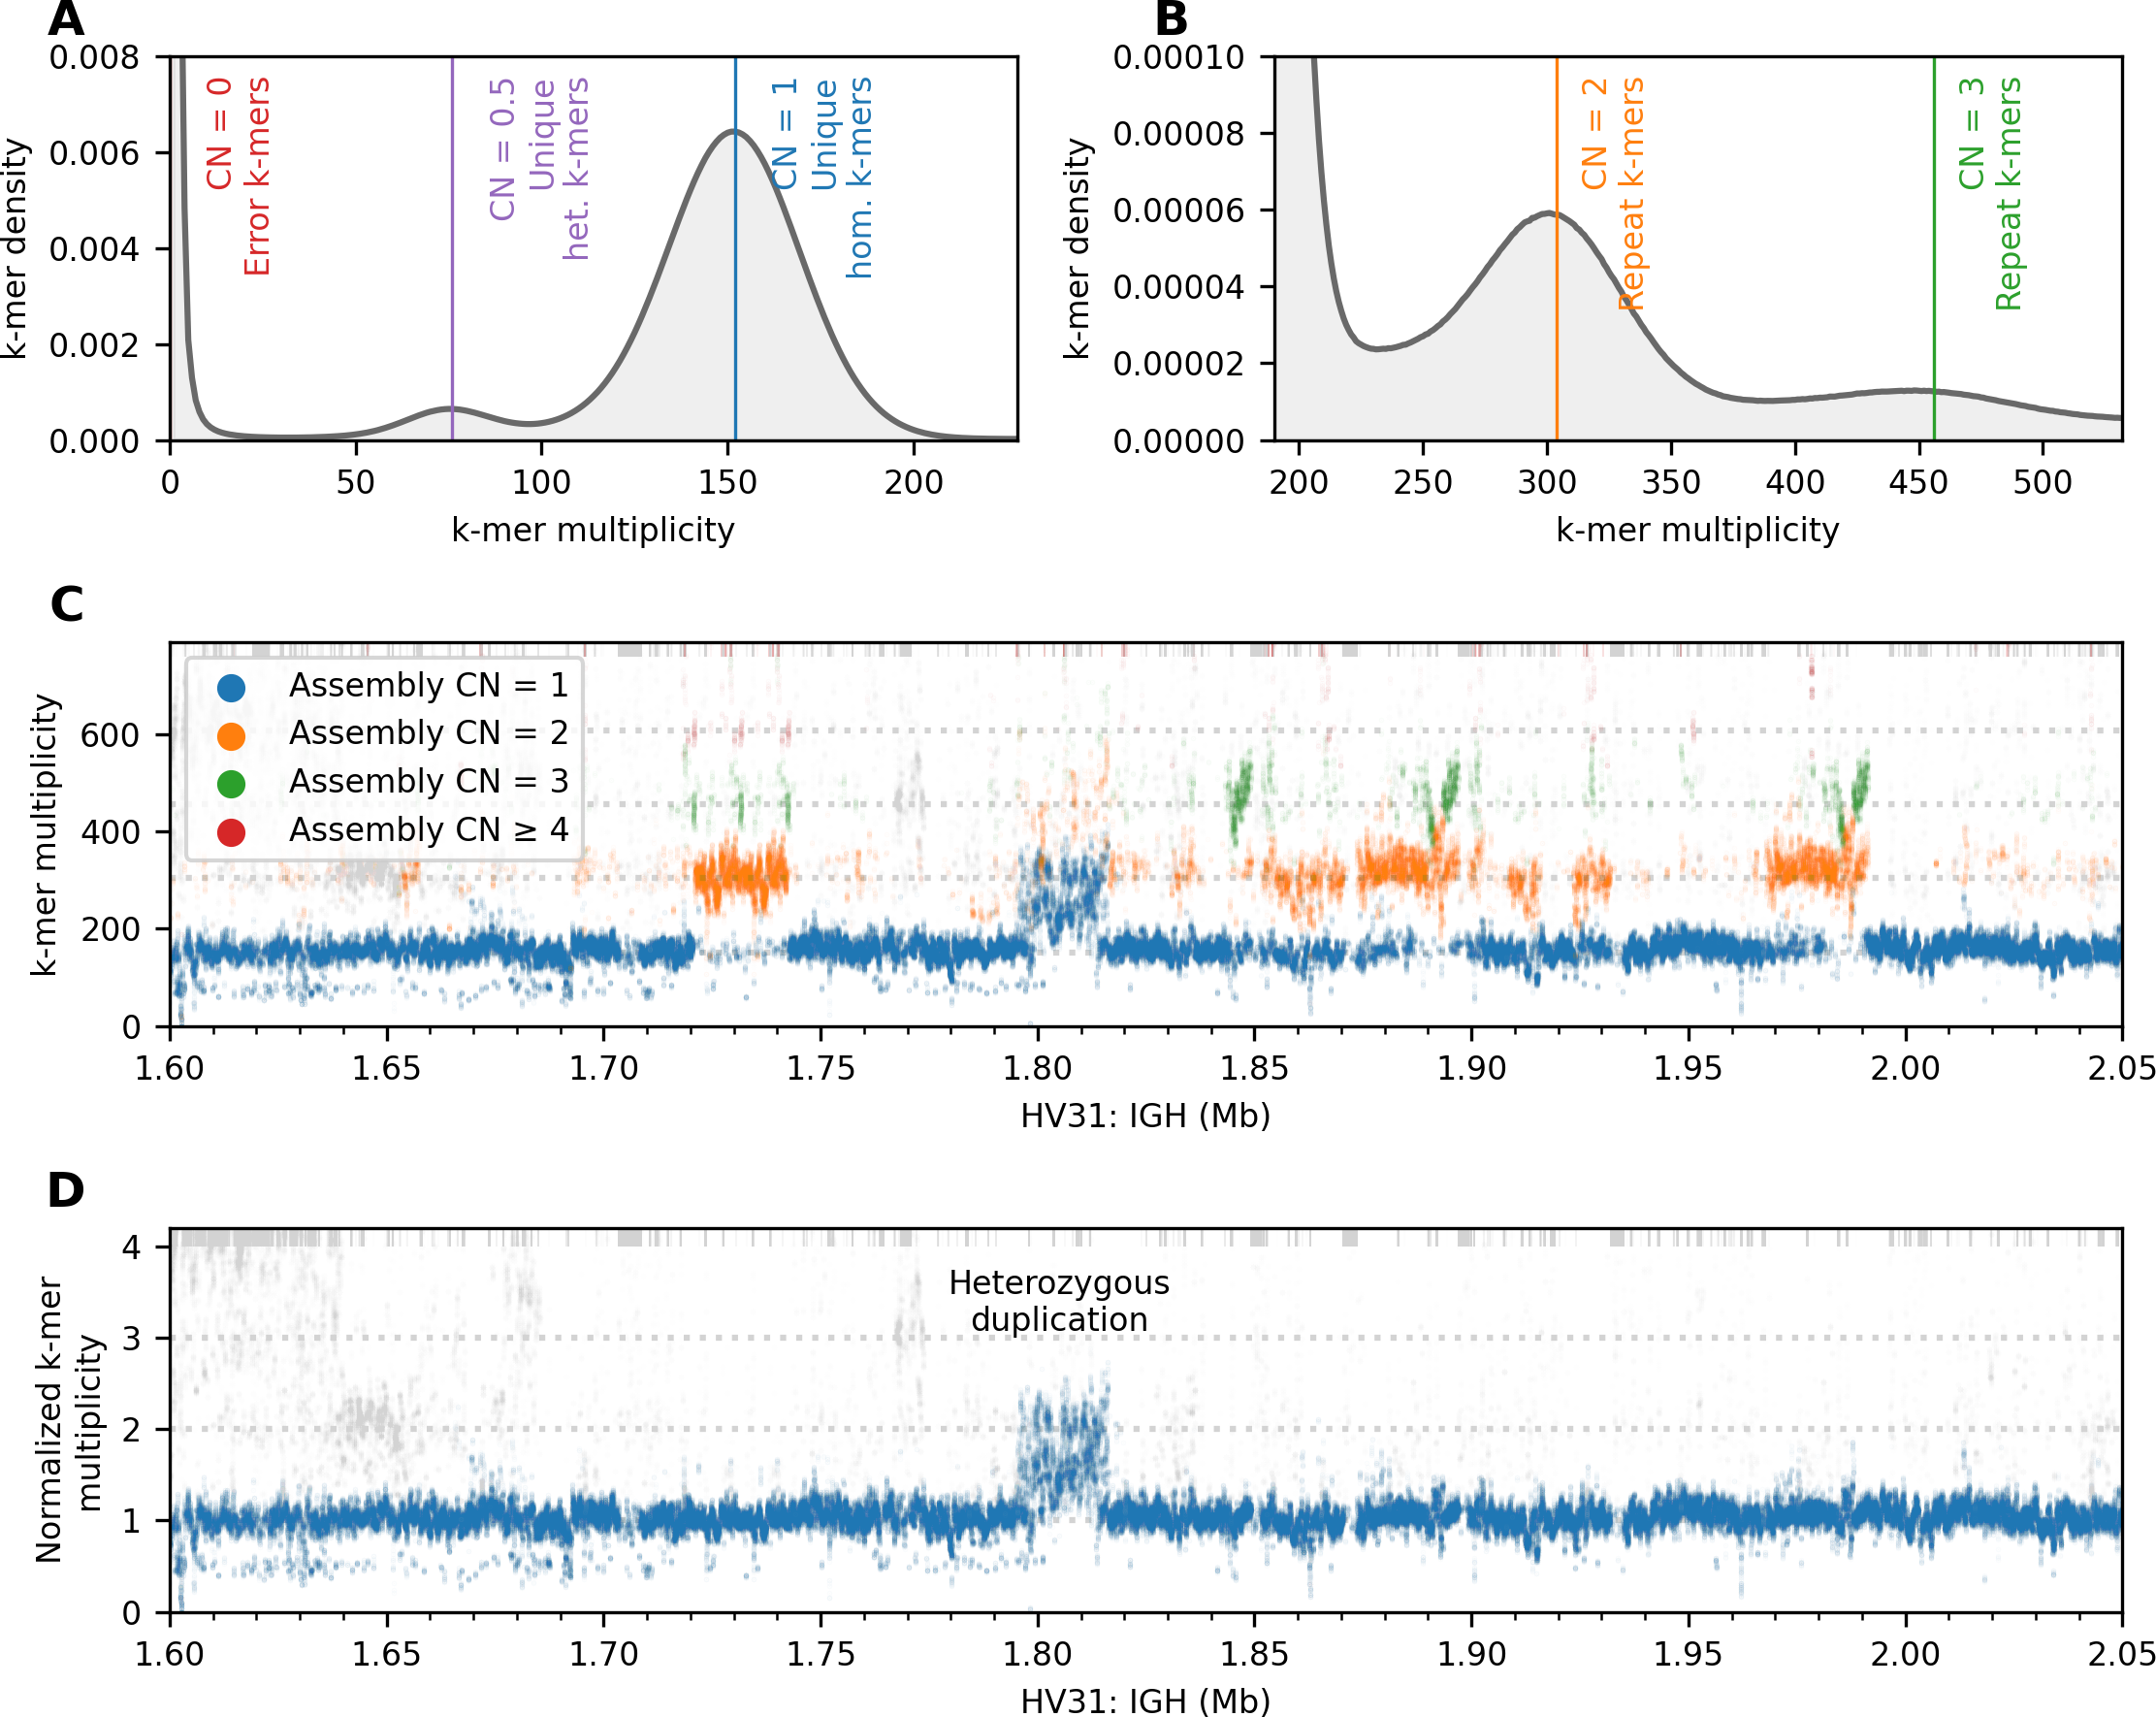 A
0.008
0.006
0.004
0.002
0.000
k-mer density
CN = 0
Error k-mers
CN = 0.5
Unique
het. k-mers
CN = 1
Unique
hom. k-mers
0
50
100
150
200
k-mer multiplicity
B
0.00010
0.00008
0.00006
0.00004
0.00002
0.00000
k-mer density
CN = 2
Repeat k-mers
CN = 3
Repeat k-mers
200
250
300
350
400
450
500
k-mer multiplicity
C
Assembly CN = 1
Assembly CN = 2
Assembly CN = 3
Assembly CN ≥ 4
600
400
200
0
k-mer multiplicity
1.60
1.65
1.70
1.75
1.80
1.85
1.90
1.95
2.00
2.05
HV31: IGH (Mb)
D
4
3
2
1
0
Normalized k-mer
multiplicity
Heterozygous
duplication
1.60
1.65
1.70
1.75
1.80
1.85
1.90
1.95
2.00
2.05
HV31: IGH (Mb)